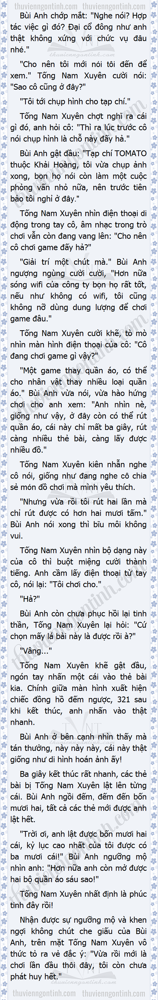 thuvienngontinh.com thuvienngontinh.com
Bùi Anh chớp mắt: "Nghe nói? Hợp
tác việc gì đó? Đại cổ đông như anh
thật không xứng với chức vụ đâu
nhé."
"Cho nên tôi mới nói tôi đến để
xem." Tống Nam Xuyên cười nói:
"Sao cô cũng ở đây?"
"Tôi tới chụp hình cho tạp chí."
Tống Nam Xuyên chợt nghĩ ra cái
gì đó, anh hỏi cô: "Thì ra lúc trước cô
nói chụp hình là chỗ này đấy hả."
Bùi Anh gật đầu: "Tạp chí TOMATO
thuộc Khải Hoàng, tôi vừa chụp ảnh
xong, bọn họ nói còn làm một cuộc
phỏng vấn nhỏ nữa, nên trước tiên
bảo tôi nghỉ ở đây."
Tống Nam Xuyên nhìn điện thoại di
động trong tay cô, âm nhạc trong trò
chơi vẫn còn đang vang lên: "Cho nên
cô chơi game đấy hả?"
"Giải trí một chút mà." Bùi Anh
ngượng ngùng cười cười, "Hơn nữa
sóng wifi của công ty bọn họ rất tốt,
nếu như không có wifi, tôi cũng
không nỡ dùng dung lượng để chơi
game đâu."
Tống Nam Xuyên cười khẽ, tò mò
nhìn màn hình điện thoại của cô: "Cô
đang chơi game gì vậy?"
"Một game thay quần áo, có thể
cho nhân vật thay nhiều loại quần
áo." Bùi Anh vừa nói, vừa hào hứng
chơi cho anh xem: "Anh nhìn nè,
giống như vậy, ở đây còn có thể rút
quần áo, cái này chỉ mất ba giây, rút
càng nhiều thẻ bài, càng lấy được
nhiều đồ."
Tống Nam Xuyên kiên nhẫn nghe
cô nói, giống như đang nghe cô chia
sẻ món đồ chơi mà mình yêu thích.
"Nhưng vừa rồi tôi rút hai lần mà
chỉ rút được có hơn hai mươi tấm."
Bùi Anh nói xong thì bĩu môi không
vui.
Tống Nam Xuyên nhìn bộ dạng này
của cô thì buột miệng cười thành
tiếng. Anh cầm lấy điện thoại từ tay
cô, nói lại: "Tôi chơi cho."
"Hả?"
Bùi Anh còn chưa phục hồi lại tinh
thần, Tống Nam Xuyên lại hỏi: "Cứ
chọn mấy lá bài này là được rồi à?"
"Vâng..."
Tống Nam Xuyên khẽ gật đầu,
ngón tay nhấn một cái vào thẻ bài
kia. Chính giữa màn hình xuất hiện
chiếc đồng hồ đếm ngược, 321 sau
khi kết thúc, anh nhấn vào thật
nhanh.
Bùi Anh ở bên cạnh nhìn thấy mà
tán thưởng, này này này, cái này thật
giống như di hình hoán ảnh ấy!
Ba giây kết thúc rất nhanh, các thẻ
bài bị Tống Nam Xuyên lật lên từng
cái. Bùi Anh ngồi đếm, đếm đến bốn
mươi hai, tất cả các thẻ mới được anh
lật hết.
"Trời ơi, anh lật được bốn mươi hai
cái, kỷ lục cao nhất của tôi được có
ba mươi cái!" Bùi Anh ngưỡng mộ
nhìn anh: "Hơn nữa anh còn mở được
hai bộ quần áo sáu sao!"
Tống Nam Xuyên nhất định là phúc
tinh đây rồi!
Nhận được sự ngưỡng mộ và khen
ngợi không chút che giấu của Bùi
Anh, trên mặt Tống Nam Xuyên vô
thức tỏ ra vẻ đắc ý: "Vừa rồi mới là
chơi lần đầu thôi đây, tôi còn chưa
phát huy hết."
thuvienngontinh.com thuvienngontinh.com